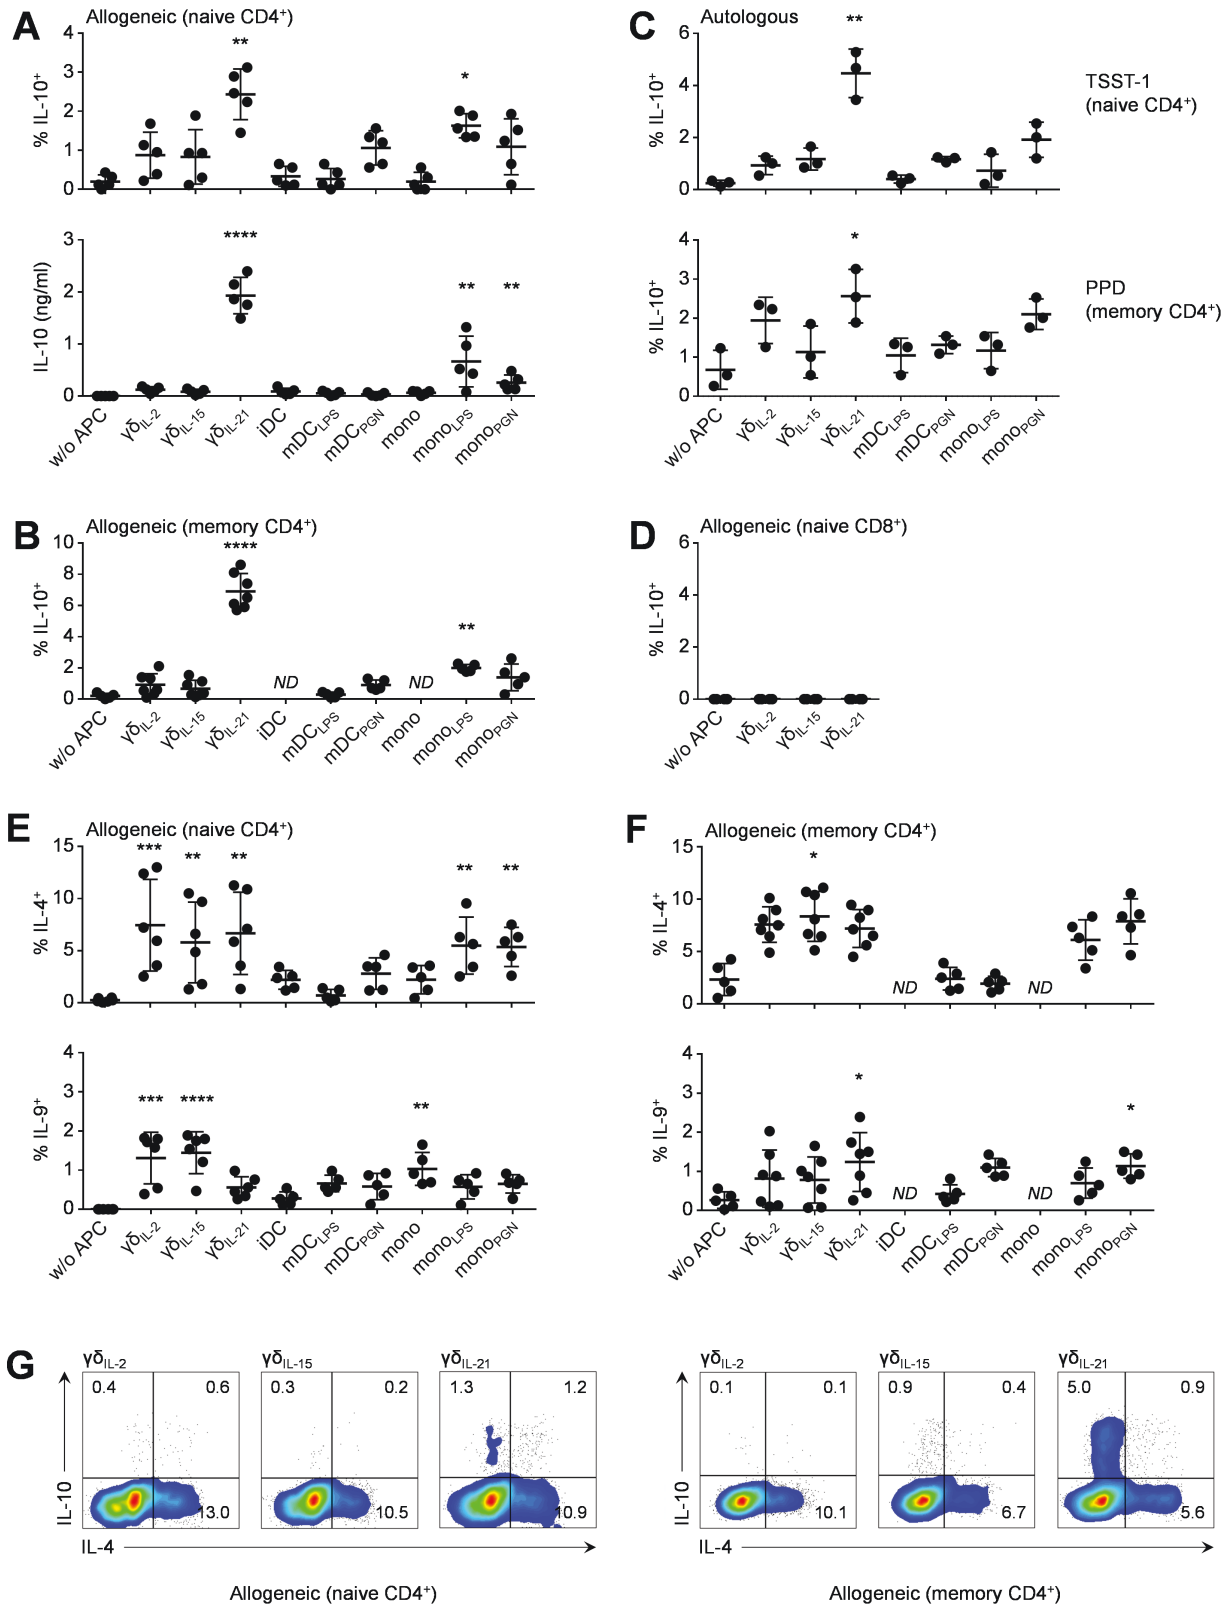 A Allogeneic (naive CD4⁺)
4
3
2
1
0
% IL-10⁺
** *
3
2
1
0
IL-10 (ng/ml)
**** ** **
w/o APC γδIL-2 γδIL-15 γδIL-21 iDC mDCLPS mDCPGN mono monoLPS monoPGN
C Autologous
6
4
2
0
% IL-10⁺
**
TSST-1
(naive CD4⁺)
4
3
2
1
0
% IL-10⁺
*
PPD
(memory CD4⁺)
w/o APC γδIL-2 γδIL-15 γδIL-21 mDCLPS mDCPGN monoLPS monoPGN
B Allogeneic (memory CD4⁺)
10
8
6
4
2
0
% IL-10⁺
**** **
ND ND
w/o APC γδIL-2 γδIL-15 γδIL-21 iDC mDCLPS mDCPGN mono monoLPS monoPGN
D Allogeneic (naive CD8⁺)
6
4
2
0
% IL-10⁺
w/o APC γδIL-2 γδIL-15 γδIL-21
E Allogeneic (naive CD4⁺)
15
10
5
0
% IL-4⁺
*** ** ** ** **
4
3
2
1
0
% IL-9⁺
*** **** **
w/o APC γδIL-2 γδIL-15 γδIL-21 iDC mDCLPS mDCPGN mono monoLPS monoPGN
F Allogeneic (memory CD4⁺)
15
10
5
0
% IL-4⁺
*
ND ND
4
3
2
1
0
% IL-9⁺
* *
ND ND
w/o APC γδIL-2 γδIL-15 γδIL-21 iDC mDCLPS mDCPGN mono monoLPS monoPGN
G
γδIL-2 γδIL-15 γδIL-21
0.4 0.6 0.3 0.2 1.3 1.2
13.0 10.5 10.9
IL-10
IL-4
Allogeneic (naive CD4⁺)
γδIL-2 γδIL-15 γδIL-21
0.1 0.1 0.9 0.4 5.0 0.9
10.1 6.7 5.6
IL-10
IL-4
Allogeneic (memory CD4⁺)